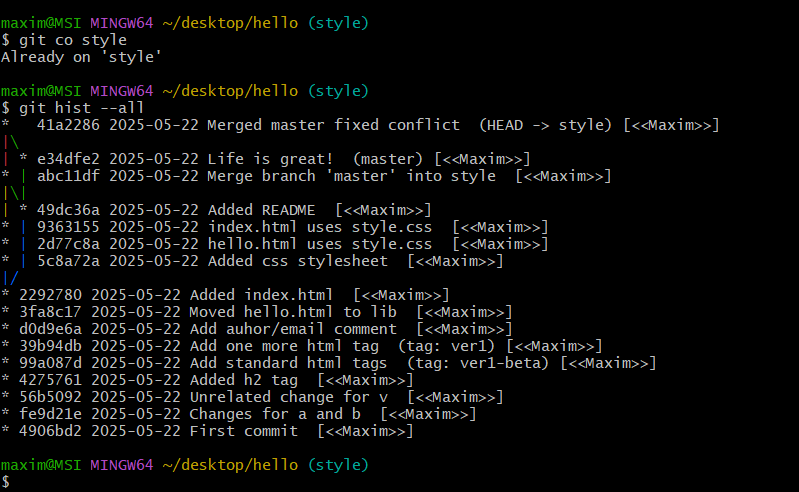 maxim@MSI MINGW64 ~/desktop/hello (style)
$ git co style
Already on 'style'
maxim@MSI MINGW64 ~/desktop/hello (style)
$ git hist --all
*   41a2286 2025-05-22 Merged master fixed conflict  (HEAD -> style) [<<Maxim>>]
|\
| * e34dfe2 2025-05-22 Life is great!  (master) [<<Maxim>>]
* | abc11df 2025-05-22 Merge branch 'master' into style  [<<Maxim>>]
|\|
| * 49dc36a 2025-05-22 Added README  [<<Maxim>>]
* | 9363155 2025-05-22 index.html uses style.css  [<<Maxim>>]
* | 2d77c8a 2025-05-22 hello.html uses style.css  [<<Maxim>>]
* | 5c8a72a 2025-05-22 Added css stylesheet  [<<Maxim>>]
|/
* 2292780 2025-05-22 Added index.html  [<<Maxim>>]
* 3fa8c17 2025-05-22 Moved hello.html to lib  [<<Maxim>>]
* d0d9e6a 2025-05-22 Add auhor/email comment  [<<Maxim>>]
* 39b94db 2025-05-22 Add one more html tag  (tag: ver1) [<<Maxim>>]
* 99a087d 2025-05-22 Add standard html tags  (tag: ver1-beta) [<<Maxim>>]
* 4275761 2025-05-22 Added h2 tag  [<<Maxim>>]
* 56b5092 2025-05-22 Unrelated change for v  [<<Maxim>>]
* fe9d21e 2025-05-22 Changes for a and b  [<<Maxim>>]
* 4906bd2 2025-05-22 First commit  [<<Maxim>>]
maxim@MSI MINGW64 ~/desktop/hello (style)
$